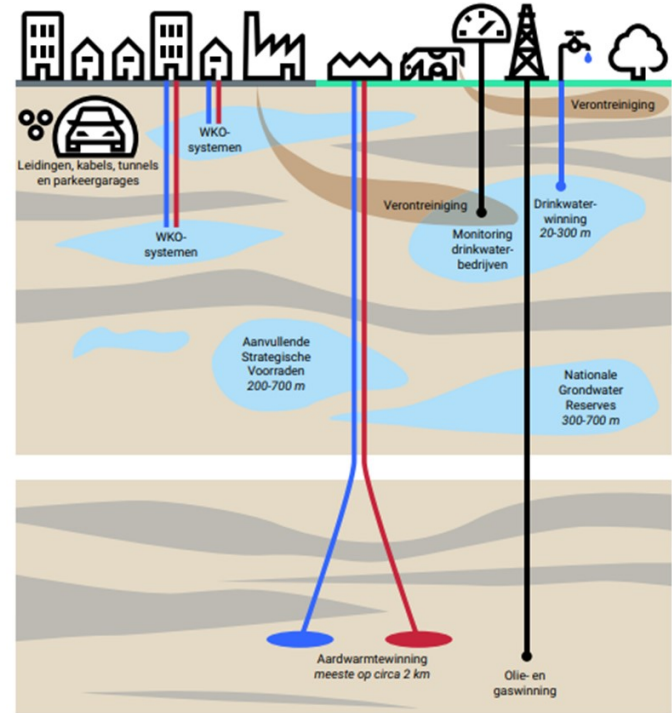 Verontreiniging
WKO-
systemen
Leidingen, kabels, tunnels
en parkeergarages
Verontreiniging
Drinkwater-
winning
20-300 m
WKO-
systemen
Monitoring
drinkwater-
bedrijven
Aanvullende
Strategische
Voorraden
200-700 m
Nationale
Grondwater
Reserves
300-700 m
Aardwarmtewinning
meeste op circa 2 km
Olie- en
gaswinning